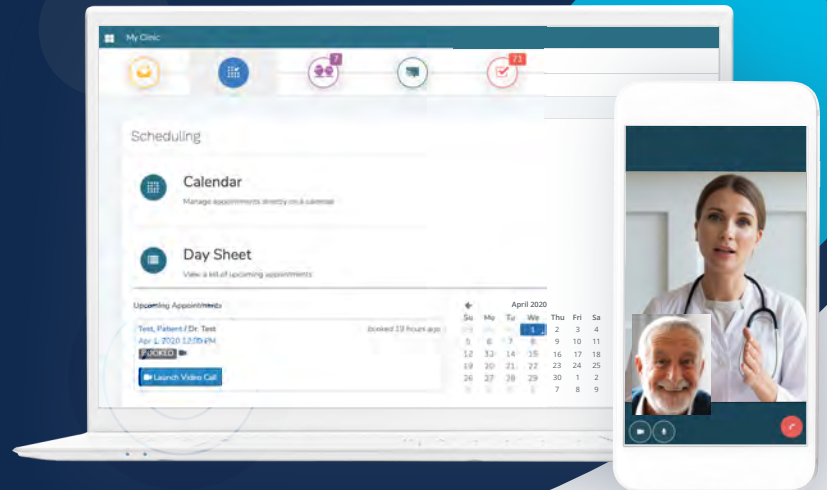 My Clinic
7
71
Scheduling
Calendar
Manage appointments directly on a calendar
Day Sheet
View a list of upcoming appointments
Upcoming Appointments
April 2020
Su Mo Tu We Thu Fri Sa
Test, Patient / Dr. Test
Booked 19 hours ago
1 2 3 4
Apr 1, 2020 12:00 PM
5 6 7 8 9 10 11
BOOKED
12 13 14 15 16 17 18
19 20 21 22 23 24 25
Launch Video Call
26 27 28 29 30 1 2
7 8 9